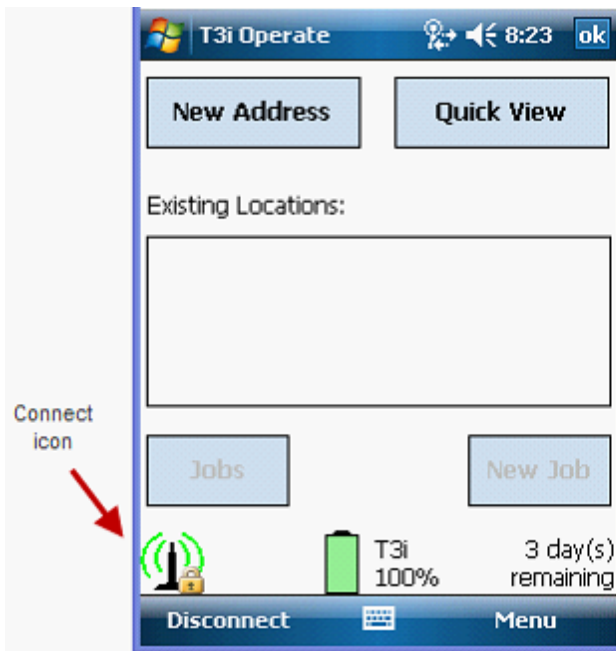 T3i Operate 8:23 ok
New Address Quick View
Existing Locations:
Connect
icon
Jobs New Job
T3i 3 day(s)
100% remaining
Disconnect Menu